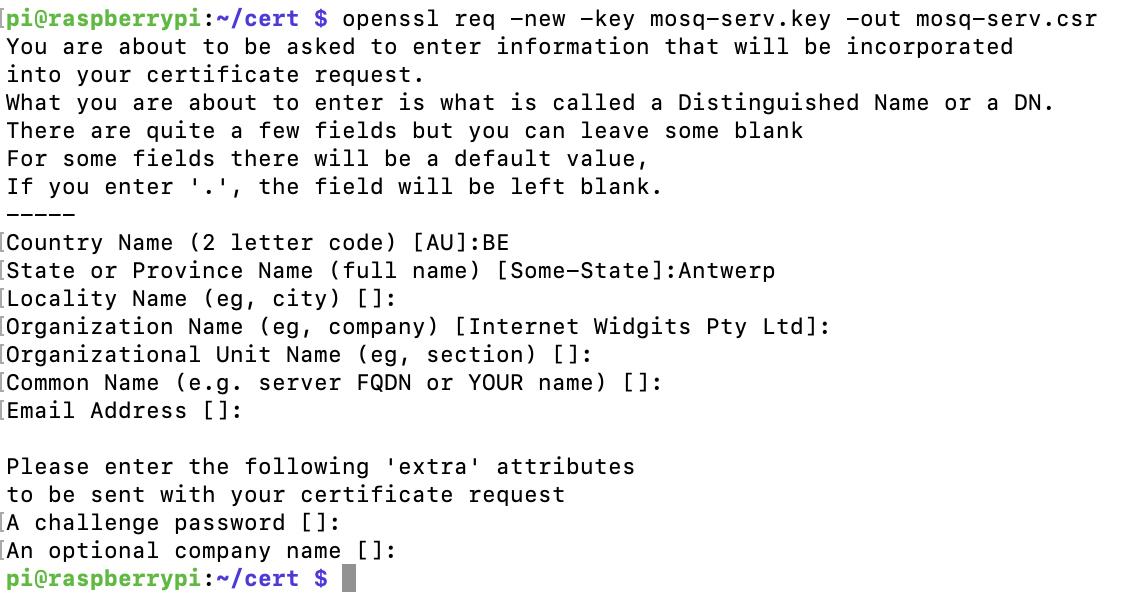 pi@raspberrypi:~/cert $ openssl req -new -key mosq-serv.key -out mosq-serv.csr
You are about to be asked to enter information that will be incorporated
into your certificate request.
What you are about to enter is what is called a Distinguished Name or a DN.
There are quite a few fields but you can leave some blank
For some fields there will be a default value,
If you enter '.', the field will be left blank.
-----
Country Name (2 letter code) [AU]:BE
State or Province Name (full name) [Some-State]:Antwerp
Locality Name (eg, city) []:
Organization Name (eg, company) [Internet Widgits Pty Ltd]:
Organizational Unit Name (eg, section) []:
Common Name (e.g. server FQDN or YOUR name) []:
Email Address []:

Please enter the following 'extra' attributes
to be sent with your certificate request
A challenge password []:
An optional company name []:
pi@raspberrypi:~/cert $